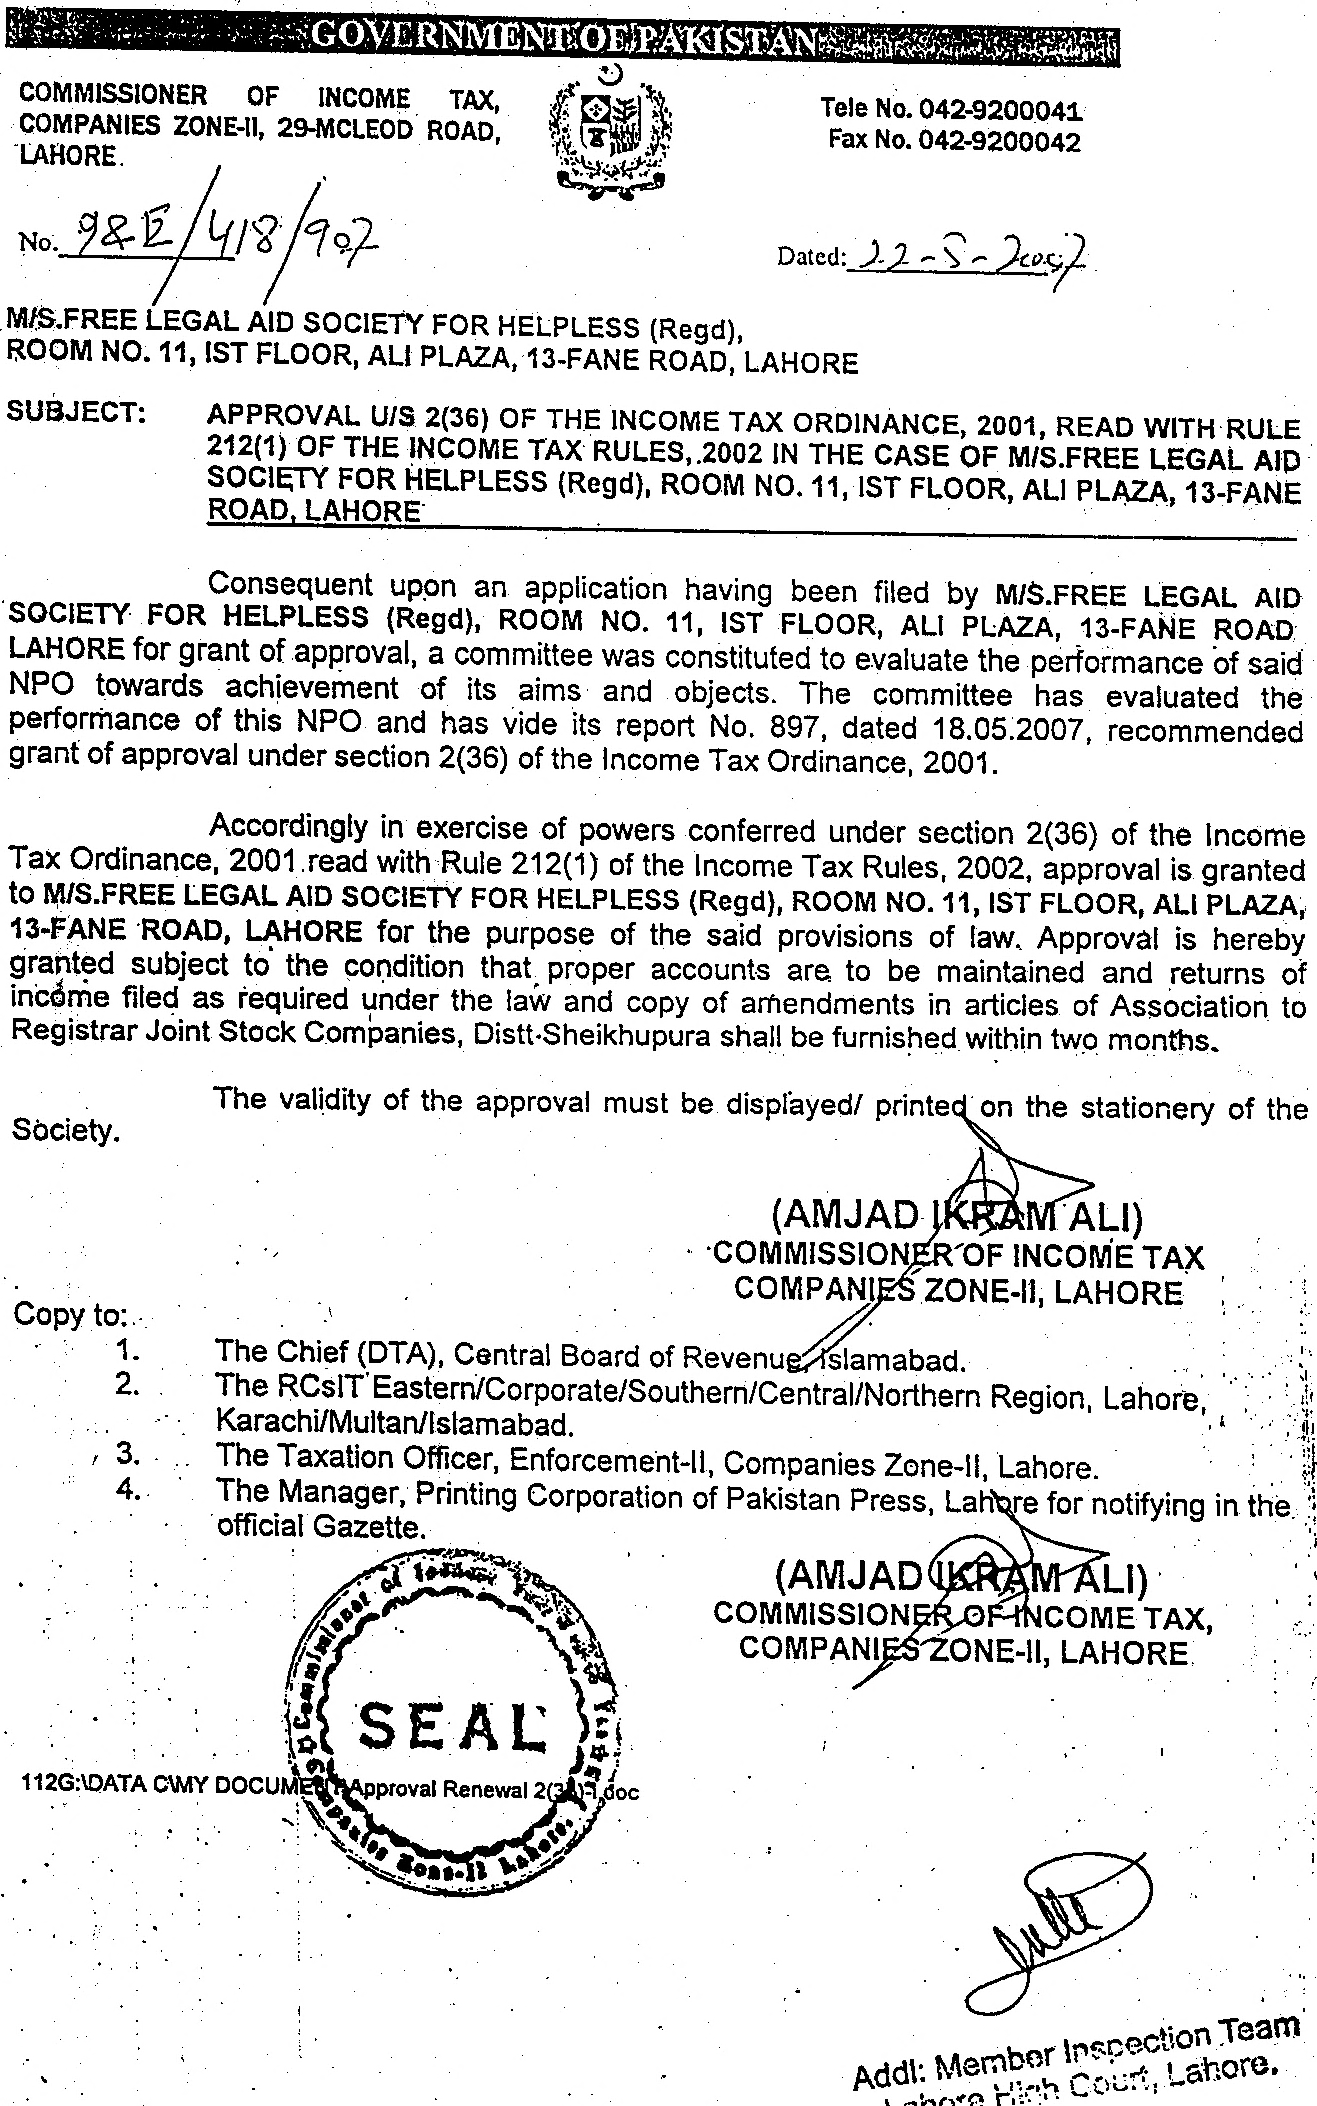 GOVERNMENT OF PAKISTAN
COMMISSIONER OF INCOME TAX,
COMPANIES ZONE-II, 29-MCLEOD ROAD,
LAHORE.
Tele No. 042-9200041
Fax No. 042-9200042
No. 98E/418/907
Dated: 22-5-2007
M/S.FREE LEGAL AID SOCIETY FOR HELPLESS (Regd),
ROOM NO. 11, IST FLOOR, ALI PLAZA, 13-FANE ROAD, LAHORE
SUBJECT: APPROVAL U/S 2(36) OF THE INCOME TAX ORDINANCE, 2001, READ WITH RULE
212(1) OF THE INCOME TAX RULES, 2002 IN THE CASE OF M/S.FREE LEGAL AID
SOCIETY FOR HELPLESS (Regd), ROOM NO. 11, IST FLOOR, ALI PLAZA, 13-FANE
ROAD, LAHORE
Consequent upon an application having been filed by M/S.FREE LEGAL AID
SOCIETY FOR HELPLESS (Regd), ROOM NO. 11, IST FLOOR, ALI PLAZA, 13-FANE ROAD
LAHORE for grant of approval, a committee was constituted to evaluate the performance of said
NPO towards achievement of its aims and objects. The committee has evaluated the
performance of this NPO and has vide its report No. 897, dated 18.05.2007, recommended
grant of approval under section 2(36) of the Income Tax Ordinance, 2001.
Accordingly in exercise of powers conferred under section 2(36) of the Income
Tax Ordinance, 2001 read with Rule 212(1) of the Income Tax Rules, 2002, approval is granted
to M/S.FREE LEGAL AID SOCIETY FOR HELPLESS (Regd), ROOM NO. 11, IST FLOOR, ALI PLAZA,
13-FANE ROAD, LAHORE for the purpose of the said provisions of law. Approval is hereby
granted subject to the condition that proper accounts are to be maintained and returns of
income filed as required under the law and copy of amendments in articles of Association to
Registrar Joint Stock Companies, Distt-Sheikhupura shall be furnished within two months.
The validity of the approval must be displayed/ printed on the stationery of the
Society.
(AMJAD IKRAM ALI)
COMMISSIONER OF INCOME TAX
COMPANIES ZONE-II, LAHORE
Copy to:
1. The Chief (DTA), Central Board of Revenue, Islamabad.
2. The RCsIT Eastern/Corporate/Southern/Central/Northern Region, Lahore,
Karachi/Multan/Islamabad.
3. The Taxation Officer, Enforcement-II, Companies Zone-II, Lahore.
4. The Manager, Printing Corporation of Pakistan Press, Lahore for notifying in the
official Gazette.
(AMJAD IKRAM ALI)
COMMISSIONER OF INCOME TAX,
COMPANIES ZONE-II, LAHORE
Commissioner of Income
SEAL
Companies Zone-II Lahore.
112G:\DATA C\MY DOCUMENT\Approval Renewal 2(36)-1.doc
Addl: Member Inspection Team
Lahore High Court, Lahore.